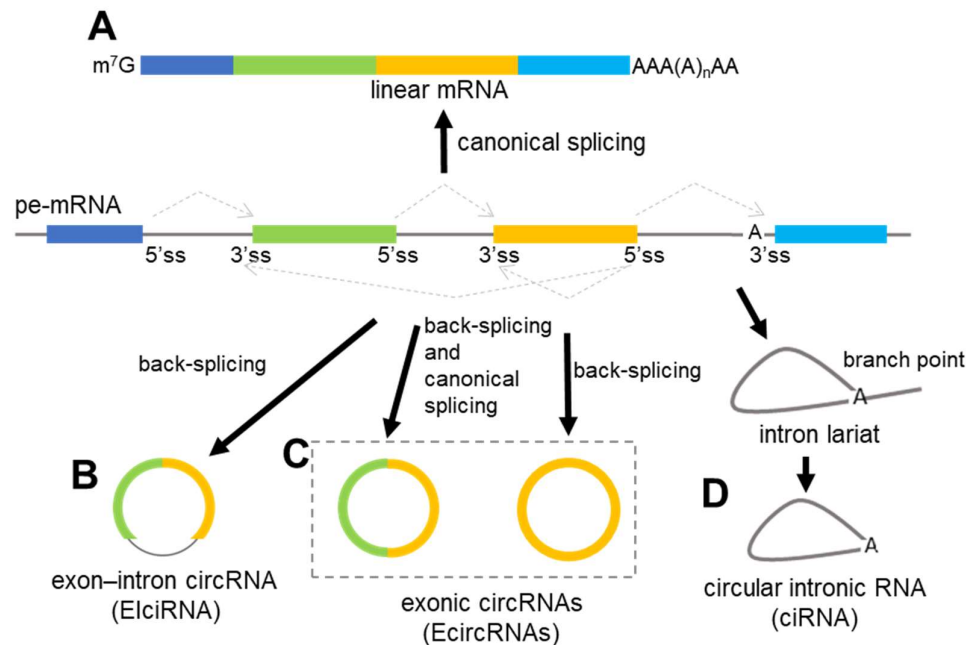 A
m⁷G
AAA(A)ₙAA
linear mRNA
canonical splicing
pe-mRNA
A
5'ss
3'ss
5'ss
3'ss
5'ss
3'ss
back-splicing
back-splicing
and
canonical
splicing
back-splicing
branch point
A
intron lariat
B
C
D
A
exon–intron circRNA
(EIciRNA)
exonic circRNAs
(EcircRNAs)
circular intronic RNA
(ciRNA)